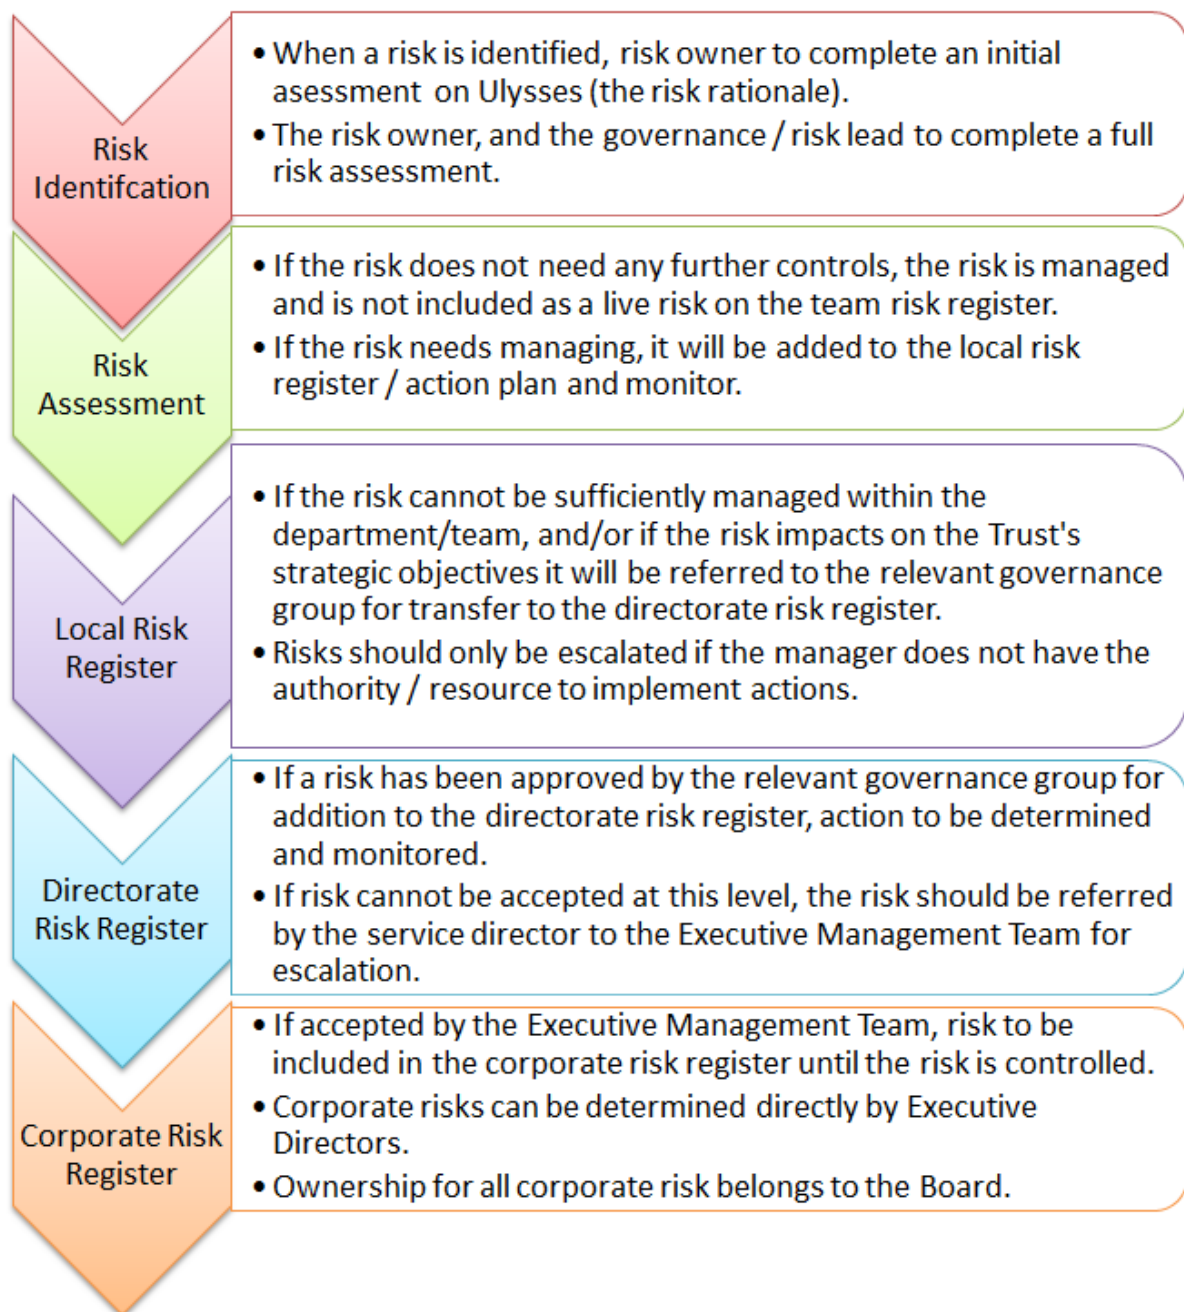 Risk
Identifcation
• When a risk is identified, risk owner to complete an initial
asessment on Ulysses (the risk rationale).
• The risk owner, and the governance / risk lead to complete a full
risk assessment.
Risk
Assessment
• If the risk does not need any further controls, the risk is managed
and is not included as a live risk on the team risk register.
• If the risk needs managing, it will be added to the local risk
register / action plan and monitor.
Local Risk
Register
• If the risk cannot be sufficiently managed within the
department/team, and/or if the risk impacts on the Trust's
strategic objectives it will be referred to the relevant governance
group for transfer to the directorate risk register.
• Risks should only be escalated if the manager does not have the
authority / resource to implement actions.
Directorate
Risk Register
• If a risk has been approved by the relevant governance group for
addition to the directorate risk register, action to be determined
and monitored.
• If risk cannot be accepted at this level, the risk should be referred
by the service director to the Executive Management Team for
escalation.
Corporate Risk
Register
• If accepted by the Executive Management Team, risk to be
included in the corporate risk register until the risk is controlled.
• Corporate risks can be determined directly by Executive
Directors.
• Ownership for all corporate risk belongs to the Board.